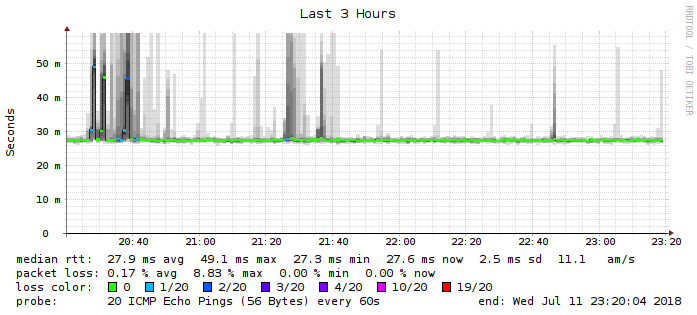 Last 3 Hours
RRDTOOL / TOBI OETIKER
Seconds
50 m
40 m
30 m
20 m
10 m
0
20:40 21:00 21:20 21:40 22:00 22:20 22:40 23:00 23:20
median rtt: 27.9 ms avg 49.1 ms max 27.3 ms min 27.6 ms now 2.5 ms sd 11.1 am/s
packet loss: 0.17 % avg 8.83 % max 0.00 % min 0.00 % now
loss color: 0 1/20 2/20 3/20 4/20 10/20 19/20
probe: 20 ICMP Echo Pings (56 Bytes) every 60s end: Wed Jul 11 23:20:04 2018